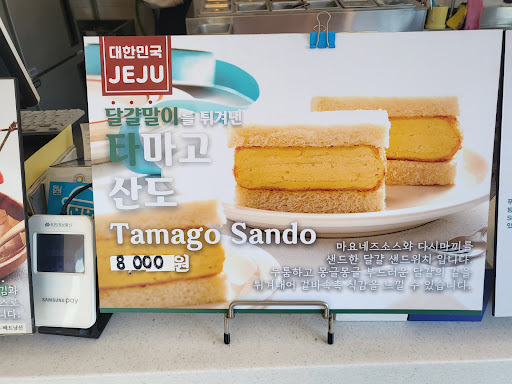 대한민국
JEJU
달걀말이를 튀겨낸
타마고
산도
Tamago Sando
8,000 원
마요네즈소스와 다시마끼를
샌드한 달걀 샌드위치 입니다
두툼하고 몽글몽글 부드러운 달걀의 겉을
튀겨내어 겉바속촉 식감을 느낄 수 있습니다.
SAMSUNG pay